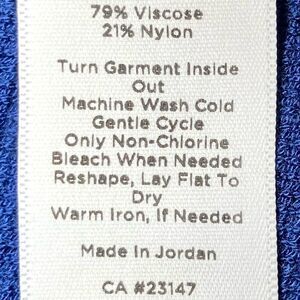 79% Viscose
21% Nylon
Turn Garment Inside
Out
Machine Wash Cold
Gentle Cycle
Only Non-Chlorine
Bleach When Needed
Reshape, Lay Flat To
Dry
Warm Iron, If Needed
Made In Jordan
CA #23147